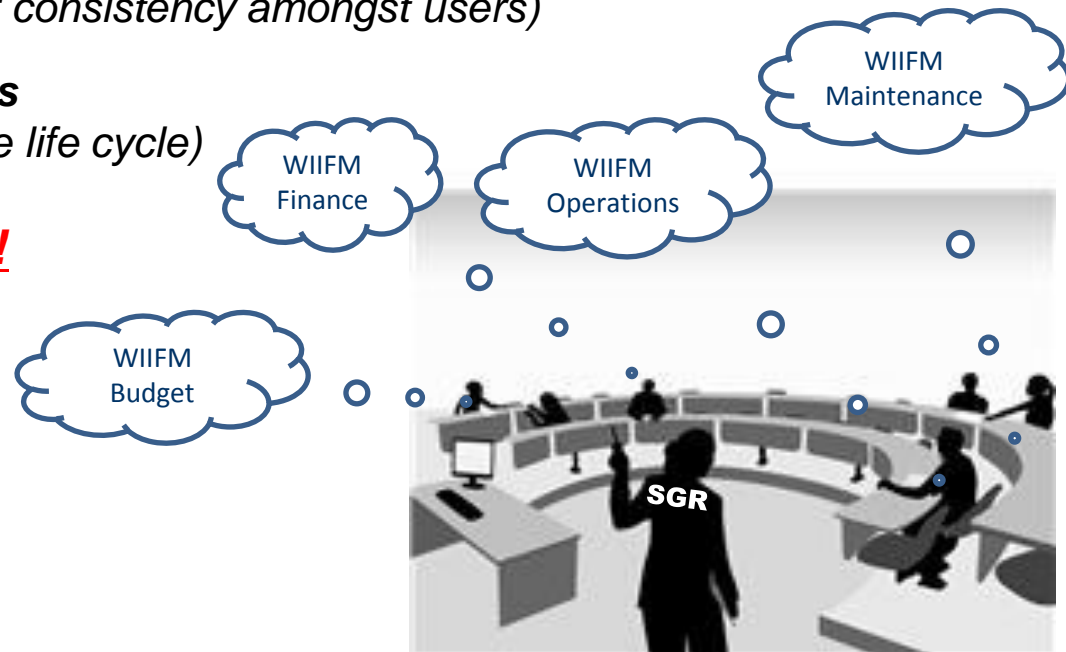 consistency amongst users)
WIIFM
Maintenance
life cycle)
WIIFM
Finance
WIIFM
Operations
!
WIIFM
Budget
SGR